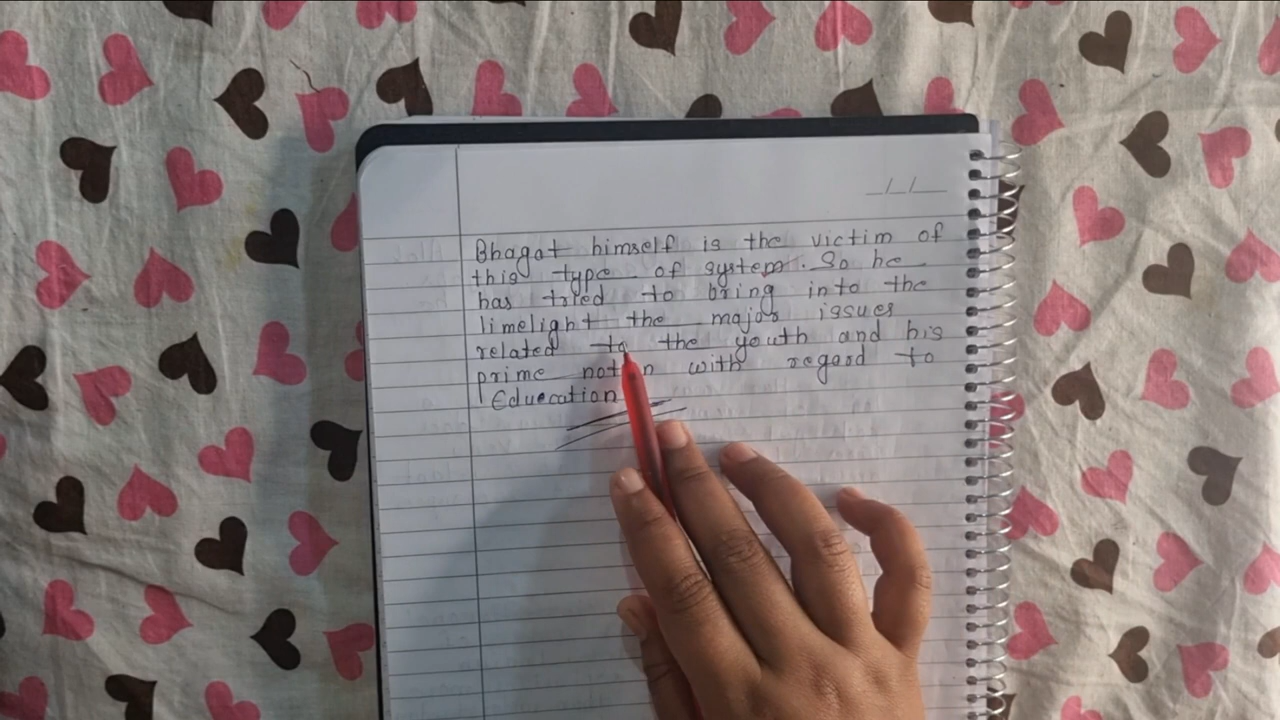 Bhagat himself is the victim of
this type of system. So he
has tried to bring into the
limelight the major issues
related to the youth and his
prime with regard to
Education